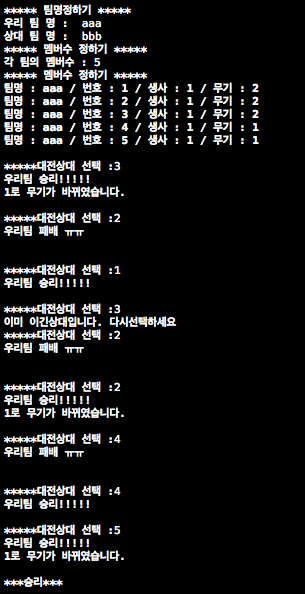 ***** 팀명정하기 *****
우리 팀 명 :  aaa
상대 팀 명 :  bbb
***** 멤버수 정하기 *****
각 팀의 멤버수 : 5
***** 멤버수 정하기 *****
팀명 : aaa / 번호 : 1 / 생사 : 1 / 무기 : 2
팀명 : aaa / 번호 : 2 / 생사 : 1 / 무기 : 2
팀명 : aaa / 번호 : 3 / 생사 : 1 / 무기 : 2
팀명 : aaa / 번호 : 4 / 생사 : 1 / 무기 : 1
팀명 : aaa / 번호 : 5 / 생사 : 1 / 무기 : 1
*****대전상대 선택 :3
우리팀 승리!!!!!
1로 무기가 바뀌였습니다.
*****대전상대 선택 :2
우리팀 패배 ㅠㅠ
*****대전상대 선택 :1
우리팀 승리!!!!!
*****대전상대 선택 :3
이미 이긴상대입니다. 다시선택하세요
*****대전상대 선택 :2
우리팀 패배 ㅠㅠ
*****대전상대 선택 :2
우리팀 승리!!!!!
1로 무기가 바뀌였습니다.
*****대전상대 선택 :4
우리팀 패배 ㅠㅠ
*****대전상대 선택 :4
우리팀 승리!!!!!
*****대전상대 선택 :5
우리팀 승리!!!!!
1로 무기가 바뀌였습니다.
***승리***